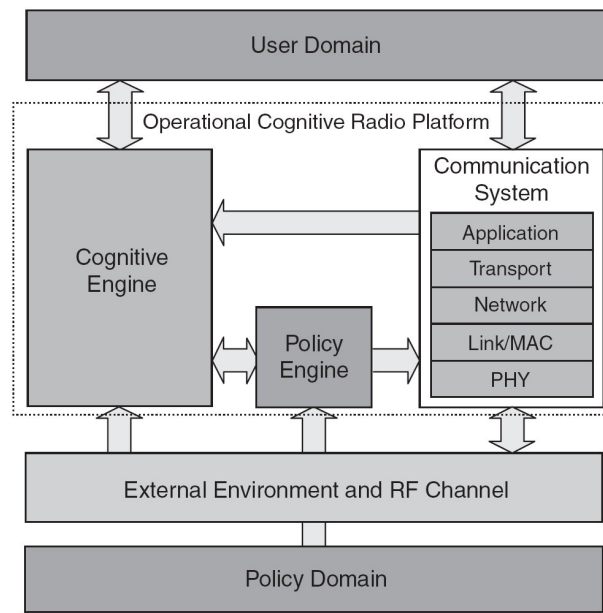 User Domain
Operational Cognitive Radio Platform
Communication
System
Cognitive
Engine
Application
Transport
Network
Link/MAC
PHY
Policy
Engine
External Environment and RF Channel
Policy Domain